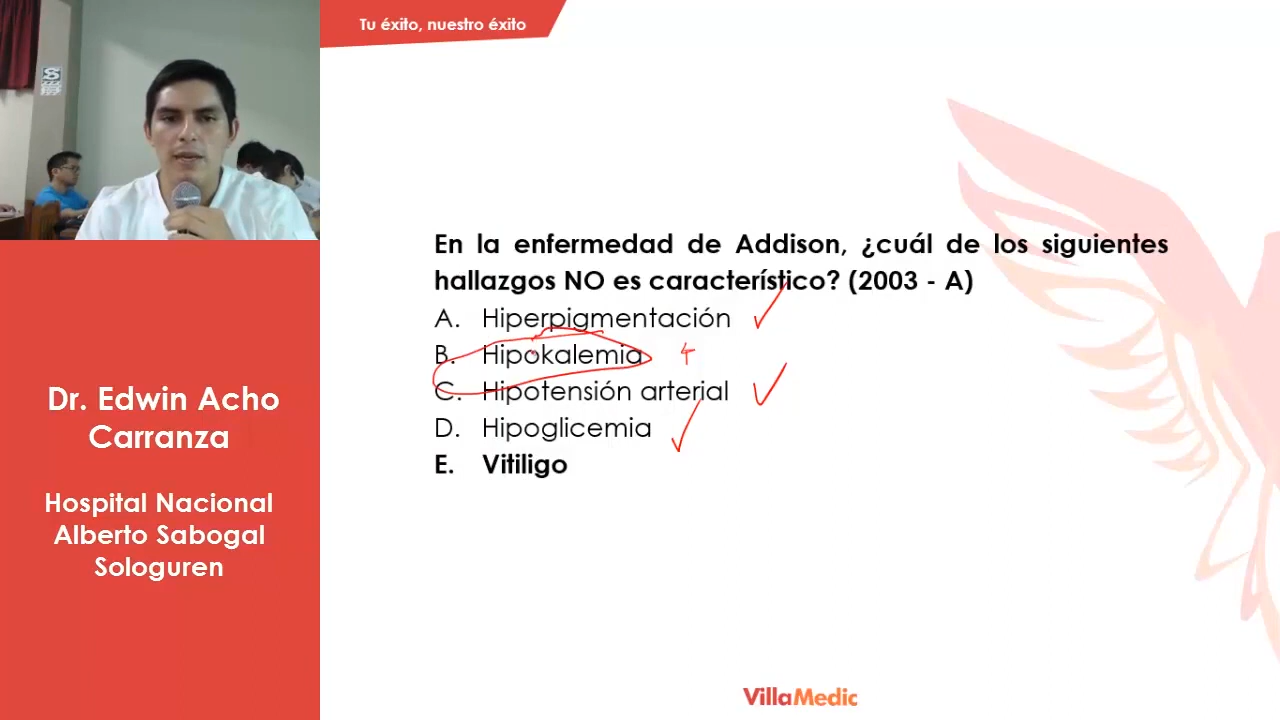 Tu éxito, nuestro éxito
En la enfermedad de Addison, ¿cuál de los siguientes
hallazgos NO es característico? (2003 - A)
A. Hiperpigmentación
B. Hipokalemia
C. Hipotensión arterial
D. Hipoglicemia
E. Vitiligo
Dr. Edwin Acho
Carranza
Hospital Nacional
Alberto Sabogal
Sologuren
VillaMedic